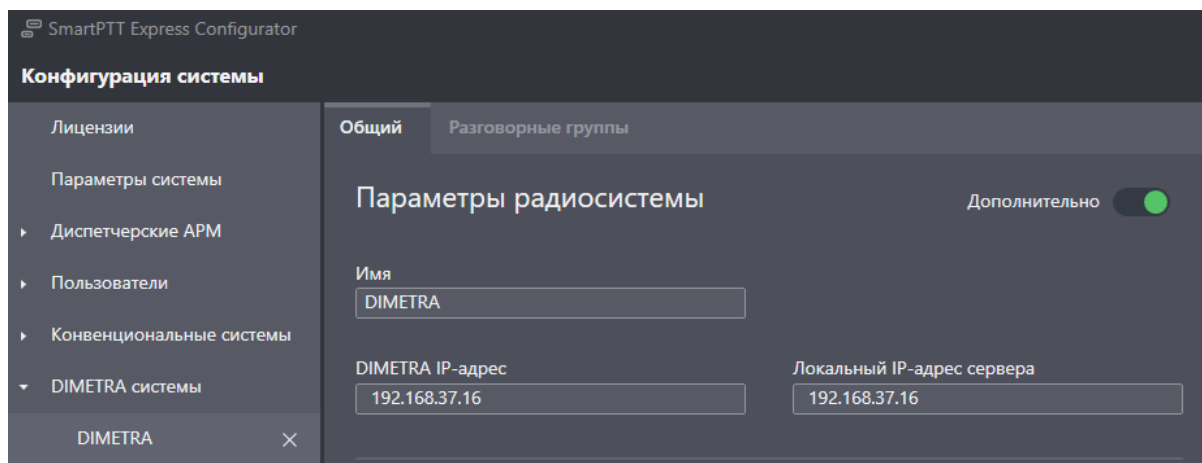 SmartPTT Express Configurator
Конфигурация системы
Лицензии
Параметры системы
Диспетчерские АРМ
Пользователи
Конвенциональные системы
DIMETRA системы
DIMETRA
Общий
Разговорные группы
Параметры радиосистемы
Дополнительно
Имя
DIMETRA
DIMETRA IP-адрес
192.168.37.16
Локальный IP-адрес сервера
192.168.37.16